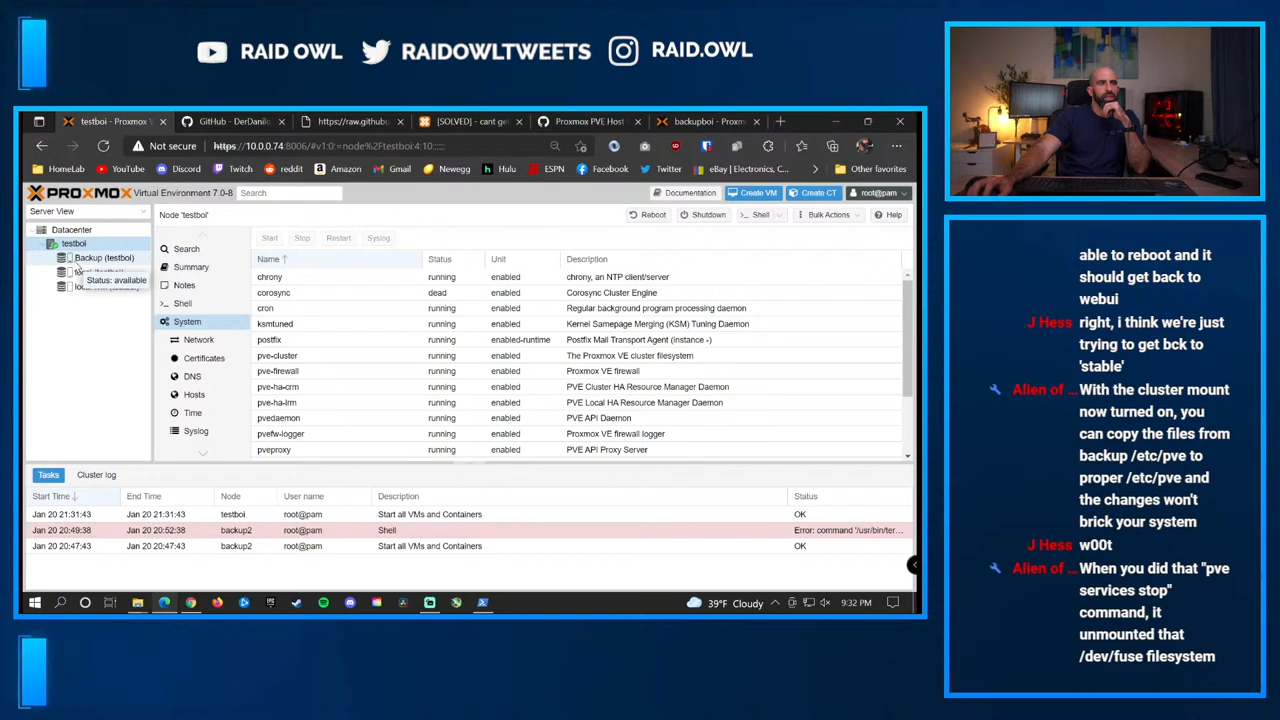 RAID OWL
RAIDOWLTWEETS
RAID.OWL
testboi - Proxmox V
GitHub - DerDanilo
https://raw.githubu
[SOLVED] - cant get
Proxmox PVE Host
backupboi - Proxmo
Not secure
https://10.0.0.74:8006/#v1:0:=node%2Ftestboi:4:10:::::
HomeLab
YouTube
Discord
Twitch
reddit
Amazon
Gmail
Newegg
Hulu
ESPN
Facebook
Twitter
eBay | Electronics,...
Other favorites
PROXMOX Virtual Environment 7.0-8
Search
Documentation
Create VM
Create CT
root@pam
Server View
Node 'testboi'
Reboot
Shutdown
Shell
Bulk Actions
Help
Datacenter
testboi
Backup (testboi)
Status: available
Search
Summary
Notes
Shell
System
Network
Certificates
DNS
Hosts
Time
Syslog
Start Stop Restart Syslog
Name Status Unit Description
chrony running enabled chrony, an NTP client/server
corosync dead enabled Corosync Cluster Engine
cron running enabled Regular background program processing daemon
ksmtuned running enabled Kernel Samepage Merging (KSM) Tuning Daemon
postfix running enabled-runtime Postfix Mail Transport Agent (instance -)
pve-cluster running enabled The Proxmox VE cluster filesystem
pve-firewall running enabled Proxmox VE firewall
pve-ha-crm running enabled PVE Cluster HA Resource Manager Daemon
pve-ha-lrm running enabled PVE Local HA Resource Manager Daemon
pvedaemon running enabled PVE API Daemon
pvefw-logger running enabled Proxmox VE firewall logger
pveproxy running enabled PVE API Proxy Server
Tasks Cluster log
Start Time End Time Node User name Description Status
Jan 20 21:31:43 Jan 20 21:31:43 testboi root@pam Start all VMs and Containers OK
Jan 20 20:49:38 Jan 20 20:52:38 backup2 root@pam Shell Error: command '/usr/bin/ter...
Jan 20 20:47:43 Jan 20 20:47:43 backup2 root@pam Start all VMs and Containers OK
39°F Cloudy
9:32 PM
able to reboot and it
should get back to
webui
J Hess right, i think we're just
trying to get bck to
'stable'
Alien of ... With the cluster mount
now turned on, you
can copy the files from
backup /etc/pve to
proper /etc/pve and
the changes won't
brick your system
J Hess w00t
Alien of ... When you did that "pve
services stop"
command, it
unmounted that
/dev/fuse filesystem